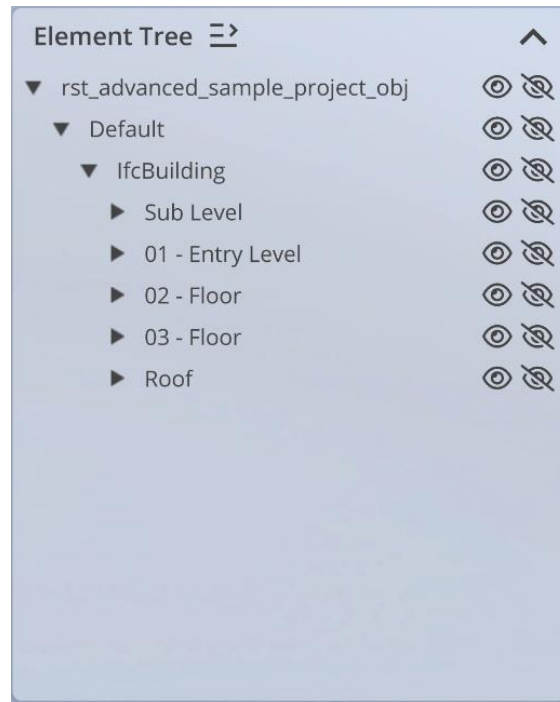 Element Tree
rst_advanced_sample_project_obj
Default
IfcBuilding
Sub Level
01 - Entry Level
02 - Floor
03 - Floor
Roof